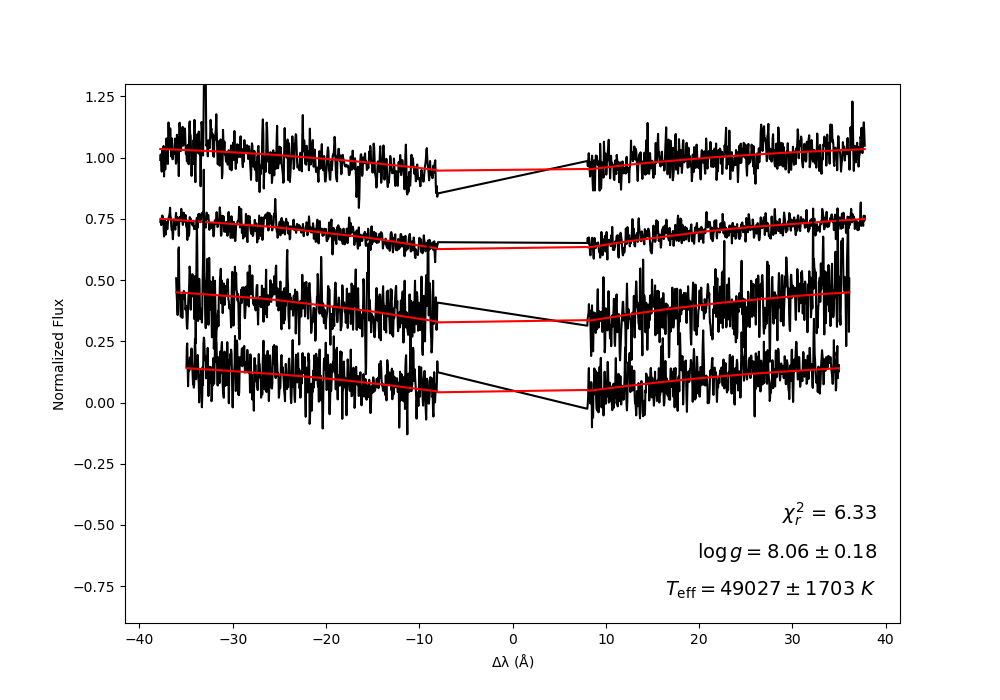 1.25
1.00
0.75
0.50
0.25
0.00
−0.25
−0.50
−0.75
Normalized Flux
χ²ᵣ = 6.33
log g = 8.06 ± 0.18
T_eff = 49027 ± 1703 K
−40 −30 −20 −10 0 10 20 30 40
Δλ (Å)